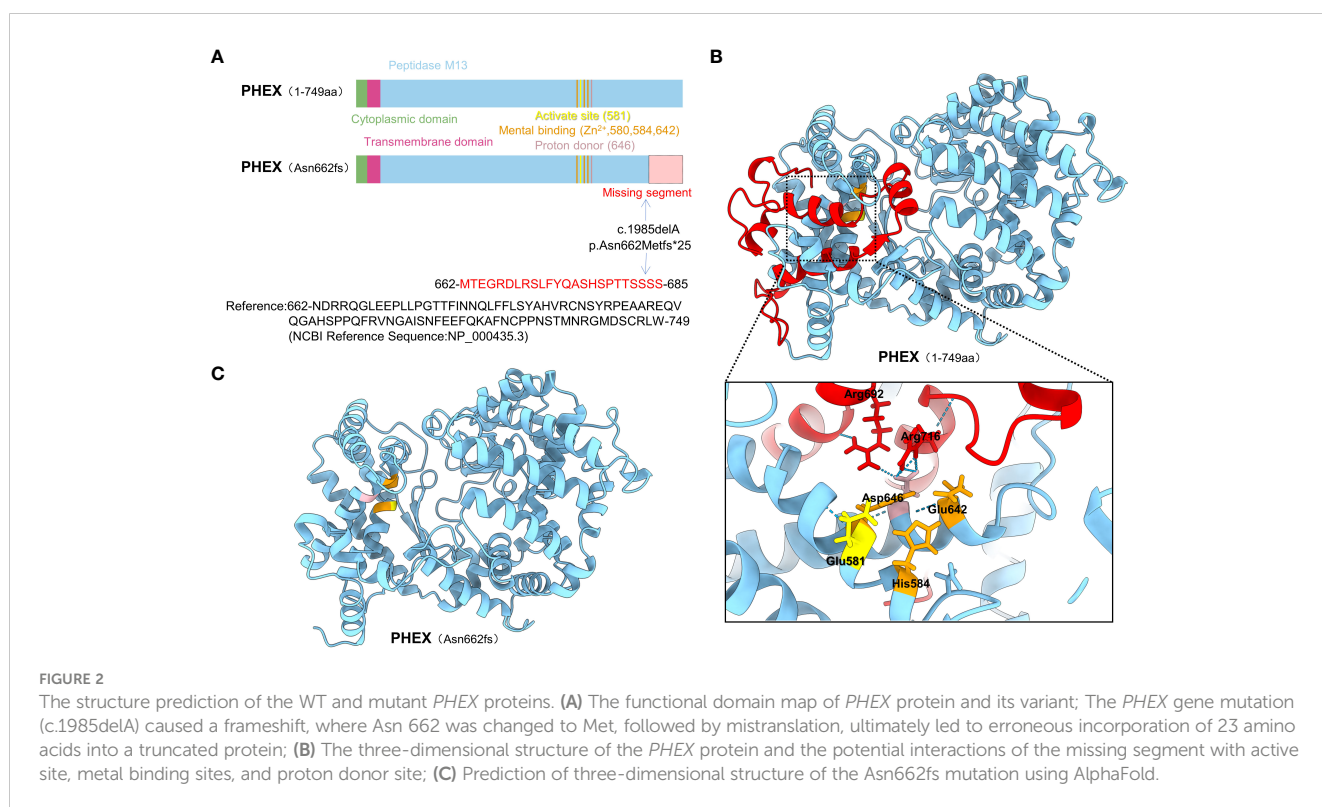 A
Peptidase M13
PHEX (1-749aa)
Cytoplasmic domain
Activate site (581)
Mental binding (Zn²⁺,580,584,642)
Transmembrane domain
Proton donor (646)
PHEX (Asn662fs)
Missing segment
c.1985delA
p.Asn662Metfs*25
662-MTEGRDLRSLFYQASHSPTTSSSS-685
Reference:662-NDRRQGLEEPLLPGTTFINNQLFFLSYAHVRCNSYRPEAAREQV
QGAHSPPQFRVNGAISNFEEFQKAFNCPPNSTMNRGMDSCRLW-749
(NCBI Reference Sequence:NP_000435.3)
B
PHEX (1-749aa)
Arg692
Arg716
Asp646
Glu642
Glu581
His584
C
PHEX (Asn662fs)
FIGURE 2
The structure prediction of the WT and mutant PHEX proteins. (A) The functional domain map of PHEX protein and its variant; The PHEX gene mutation
(c.1985delA) caused a frameshift, where Asn 662 was changed to Met, followed by mistranslation, ultimately led to erroneous incorporation of 23 amino
acids into a truncated protein; (B) The three-dimensional structure of the PHEX protein and the potential interactions of the missing segment with active
site, metal binding sites, and proton donor site; (C) Prediction of three-dimensional structure of the Asn662fs mutation using AlphaFold.